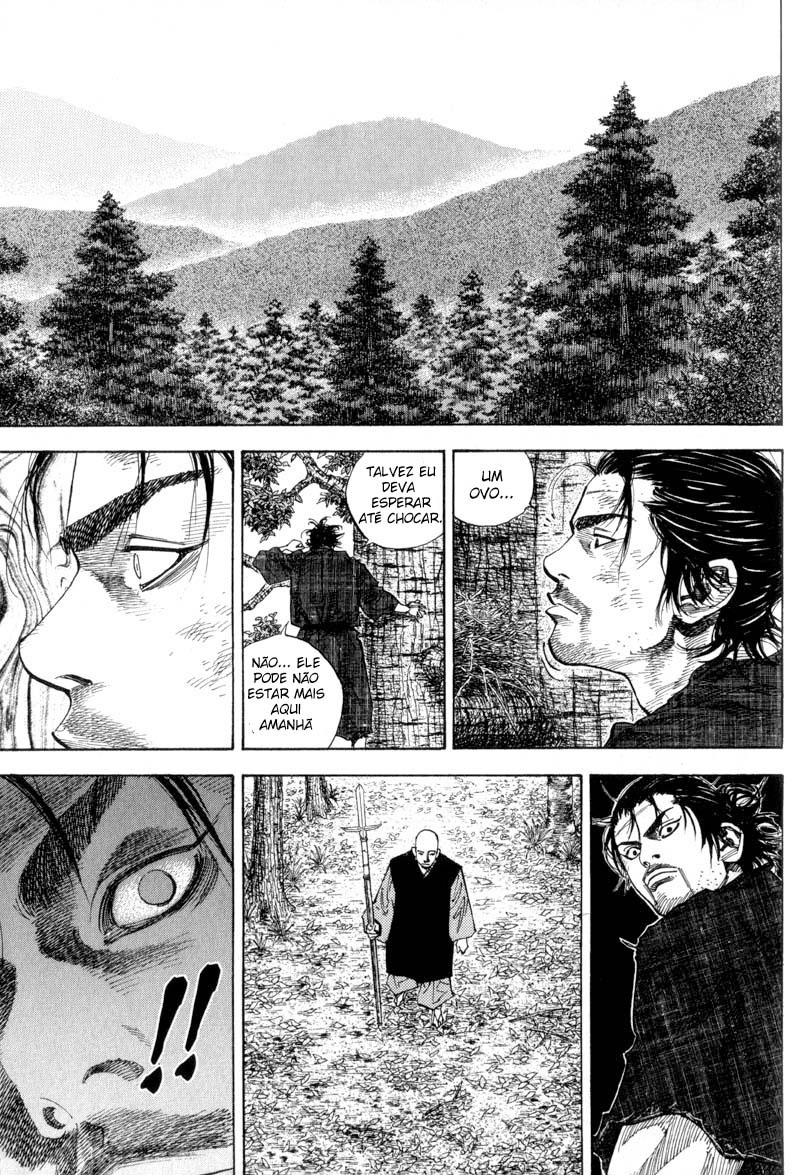 UM
OVO...
TALVEZ EU
DEVA
ESPERAR
ATÉ CHOCAR.
NÃO... ELE
PODE NÃO
ESTAR MAIS
AQUI
AMANHÃ
!!